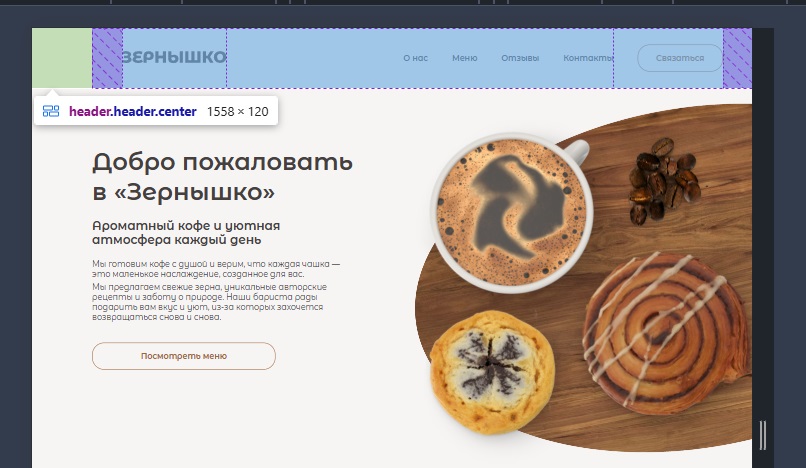 ЗЕРНЫШКО
О нас Меню Отзывы Контакты Связаться
header.header.center 1558 × 120
Добро пожаловать
в «Зернышко»
Ароматный кофе и уютная
атмосфера каждый день
Мы готовим кофе с душой и верим, что каждая чашка —
это маленькое наслаждение, созданное для вас.
Мы предлагаем свежие зерна, уникальные авторские
рецепты и заботу о природе. Наши бариста рады
подарить вам вкус и уют, из-за которых захочется
возвращаться снова и снова.
Посмотреть меню